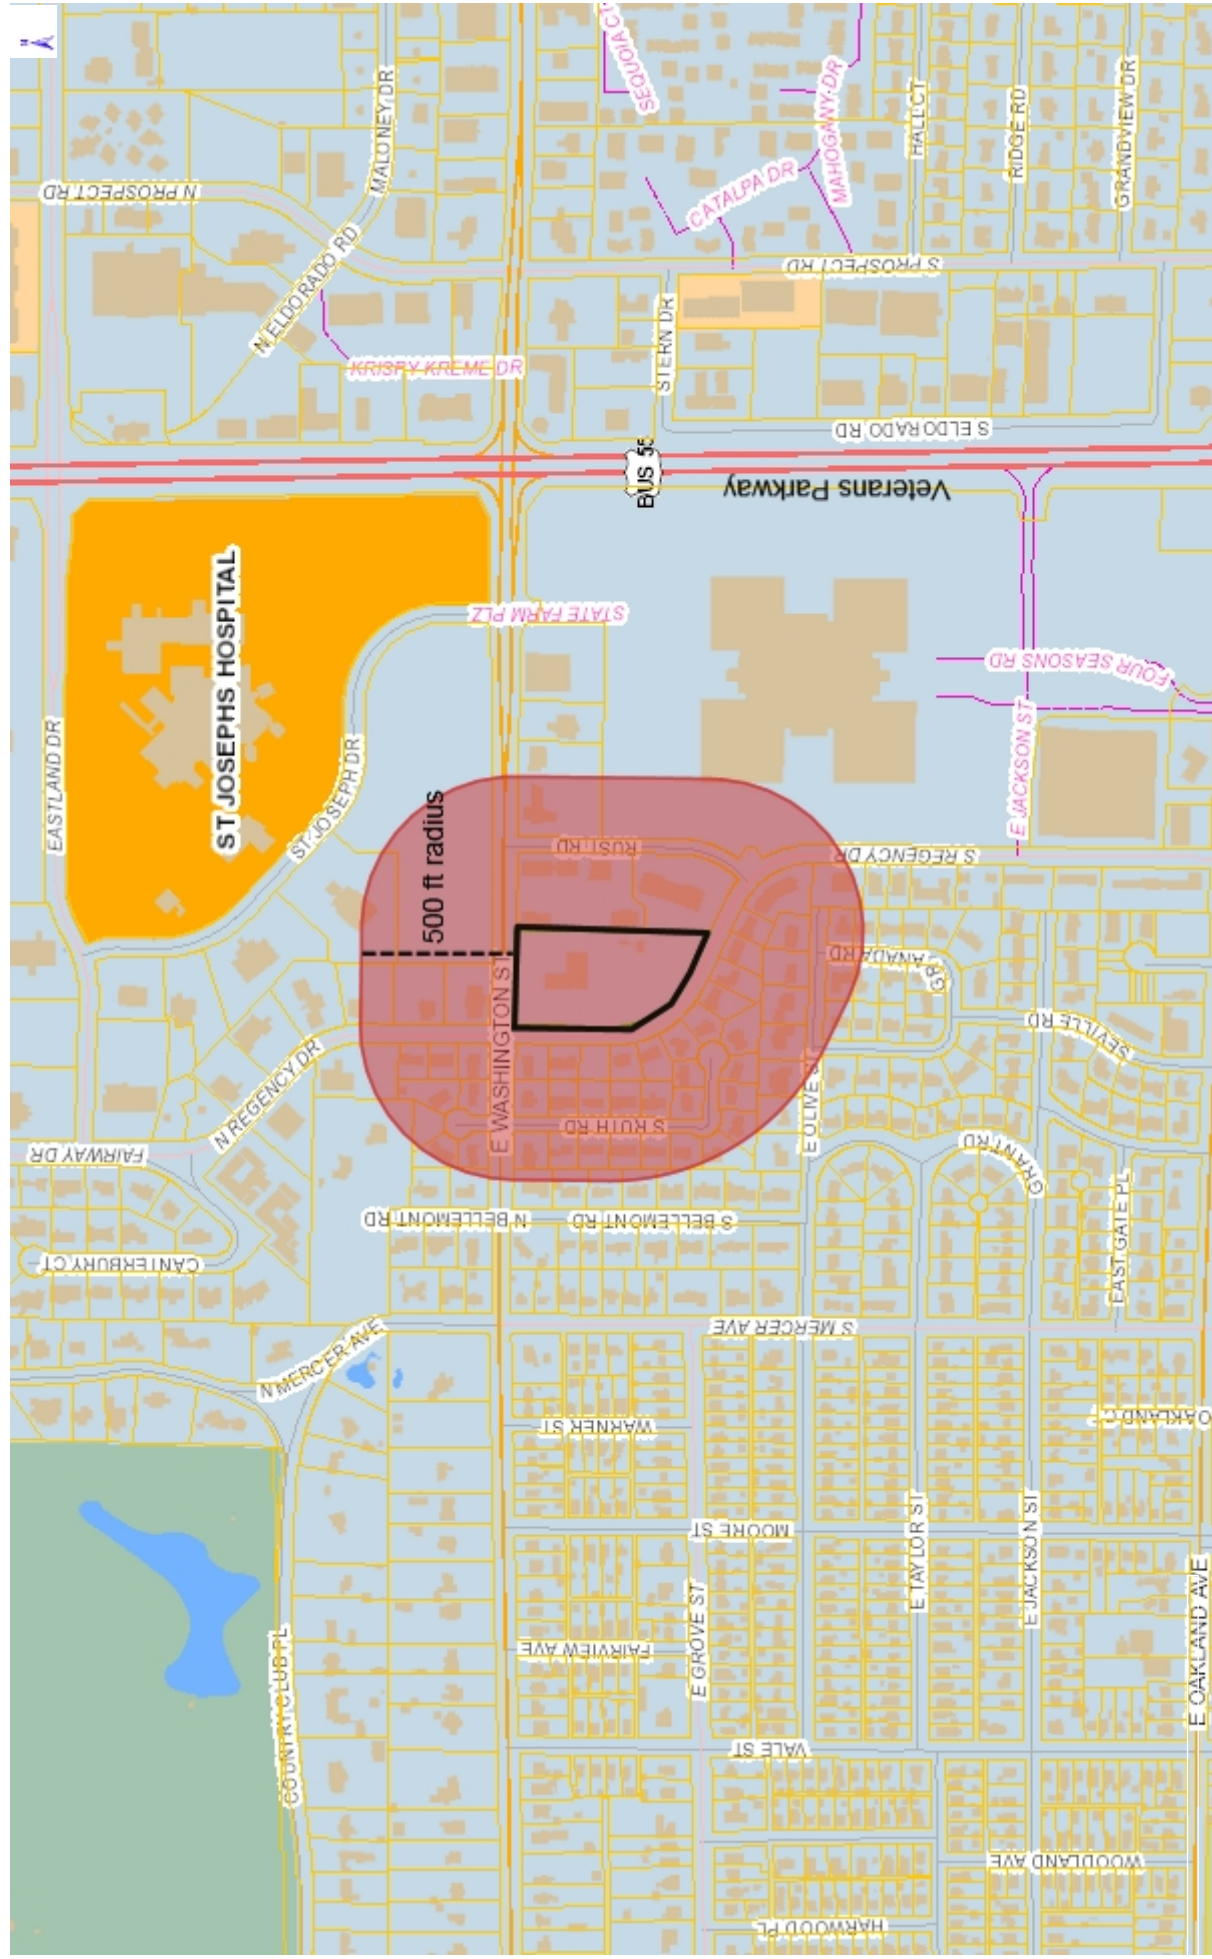 N PROSPECT RD
MALONEY DR
N ELDORADO RD
KRISPY KREME DR
SEQUOIA CT
MAHOGANY DR
CATALPA DR
HALL CT
RIDGE RD
GRANDVIEW DR
S PROSPECT RD
STERN DR
S ELDORADO RD
BUS 55
Veterans Parkway
EASTLAND DR
ST JOSEPHS HOSPITAL
ST JOSEPH DR
STATE FARM PLZ
FOUR SEASONS RD
E JACKSON ST
500 ft radius
RUST RD
S REGENCY DR
E WASHINGTON ST
GRANADA RD
SEVILLE RD
N REGENCY DR
FAIRWAY DR
S RUTH RD
E OLIVE ST
GRANT RD
EASTGATE PL
N BELLEMONT RD
S BELLEMONT RD
CANTERBURY CT
N MERCER AVE
S MERCER AVE
WARNER ST
MOORE ST
E TAYLOR ST
E JACKSON ST
E OAKLAND AVE
COUNTRY CLUB PL
FAIRVIEW AVE
E GROVE ST
VALE ST
WOODLAND AVE
HARWOOD PL